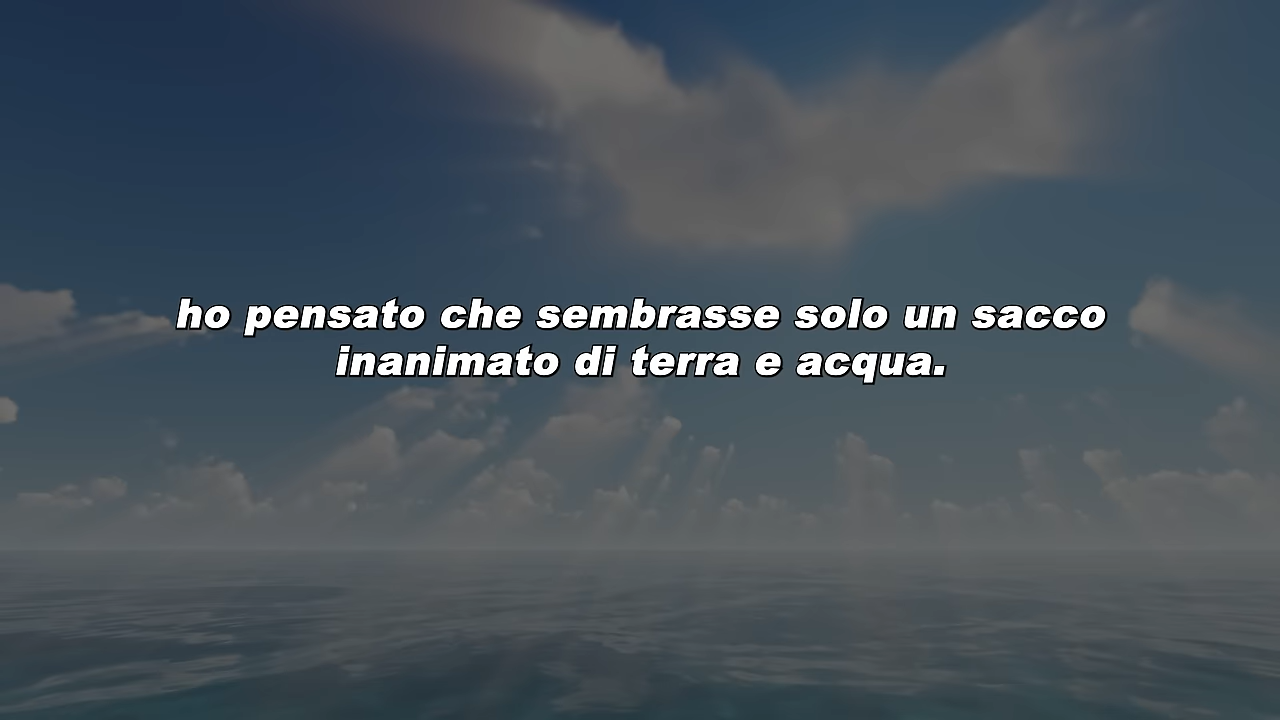 ho pensato che sembrasse solo un sacco
inanimato di terra e acqua.